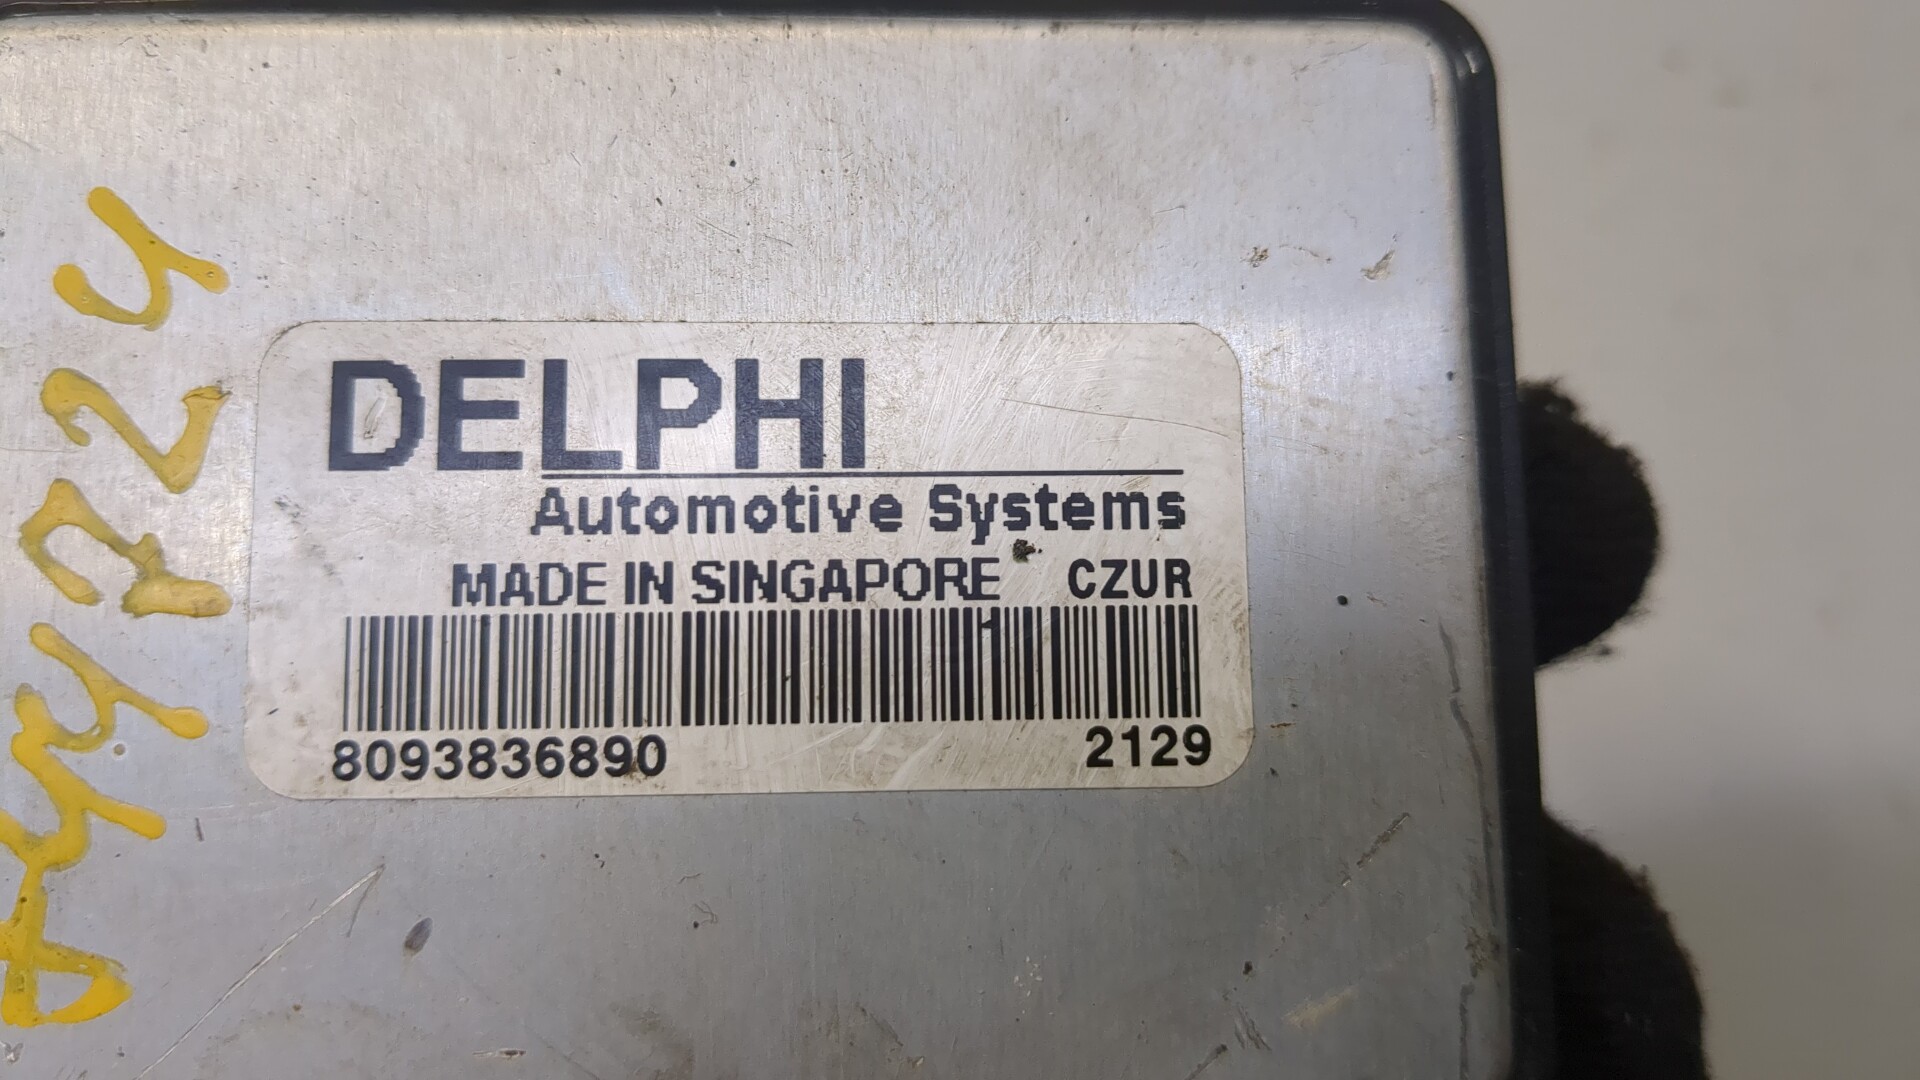 DELPHI
Automotive Systems
MADE IN SINGAPORE CZUR
8093836890 2129